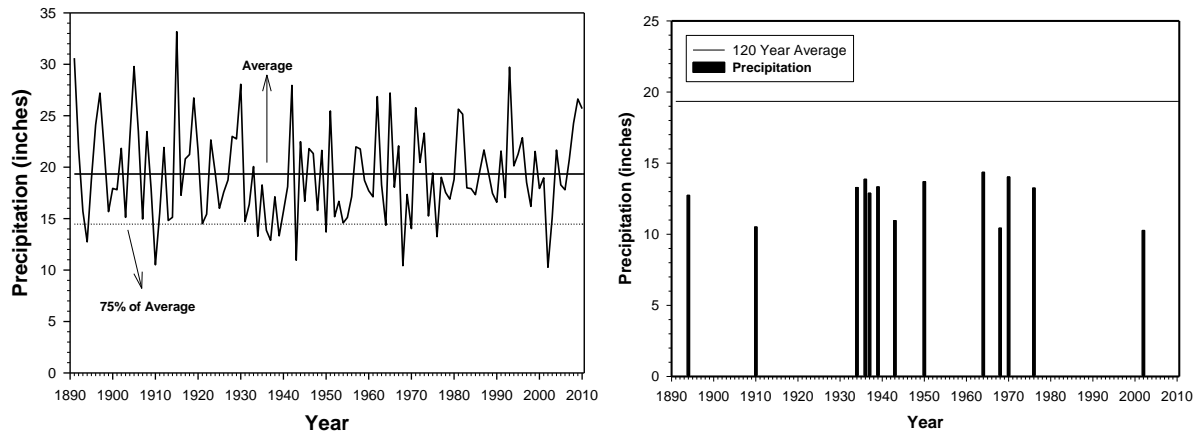 Precipitation (inches)
35
30
25
20
15
10
5
0
Average
75% of Average
1890 1900 1910 1920 1930 1940 1950 1960 1970 1980 1990 2000 2010
Year
Precipitation (inches)
25
20
15
10
5
0
120 Year Average
Precipitation
1890 1900 1910 1920 1930 1940 1950 1960 1970 1980 1990 2000 2010
Year